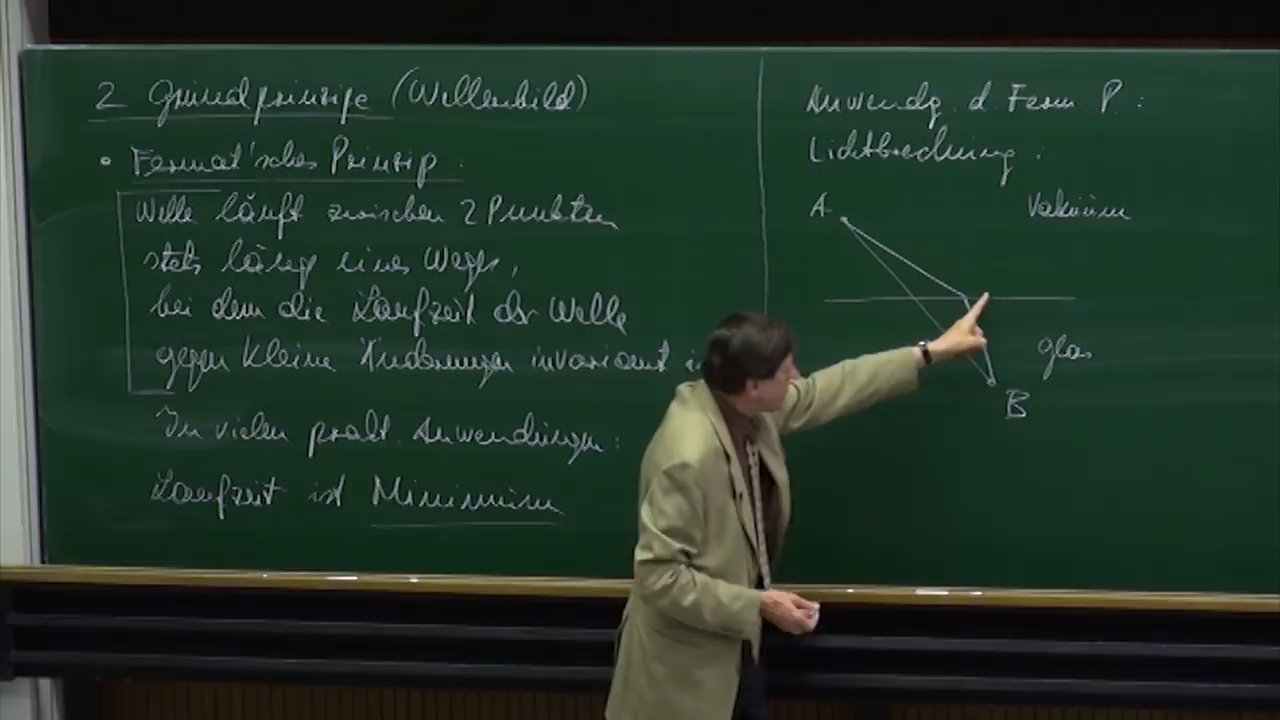 2 Grundprinzipe (Wellenbild)
• Fermat'sches Prinzip :
Welle läuft zwischen 2 Punkten
stets längs eines Weges,
bei dem die Laufzeit der Welle
gegen kleine Änderungen invariant
In vielen prakt. Anwendungen :
Laufzeit ist Minimum
Anwendg. d. Ferm P. :
Lichtbrechung :
A
Vakuum
Glas
B